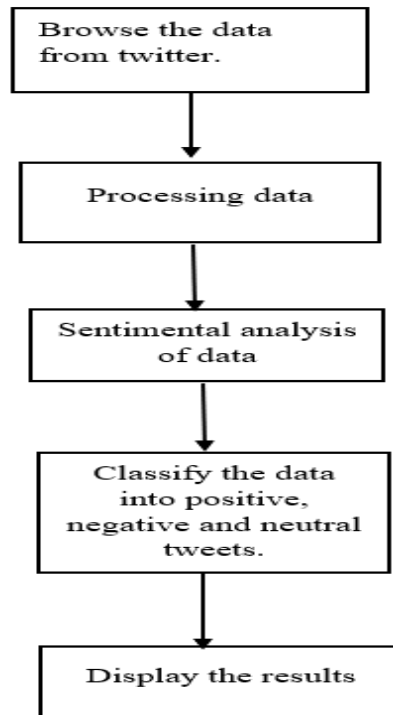 Browse the data
from twitter.
Processing data
Sentimental analysis
of data
Classify the data
into positive,
negative and neutral
tweets.
Display the results